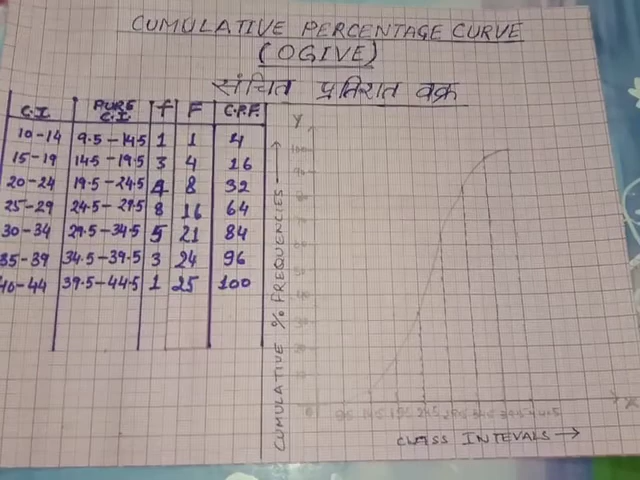 CUMULATIVE PERCENTAGE CURVE
(OGIVE)
संचित प्रतिशत वक्र
C.I PURE C.I f F C.P.F.
10-14 9.5-14.5 1 1 4
15-19 14.5-19.5 3 4 16
20-24 19.5-24.5 4 8 32
25-29 24.5-29.5 8 16 64
30-34 29.5-34.5 5 21 84
35-39 34.5-39.5 3 24 96
40-44 39.5-44.5 1 25 100
Y
CUMULATIVE % FREQUENCIES →
100
X
CLASS INTEVALS →